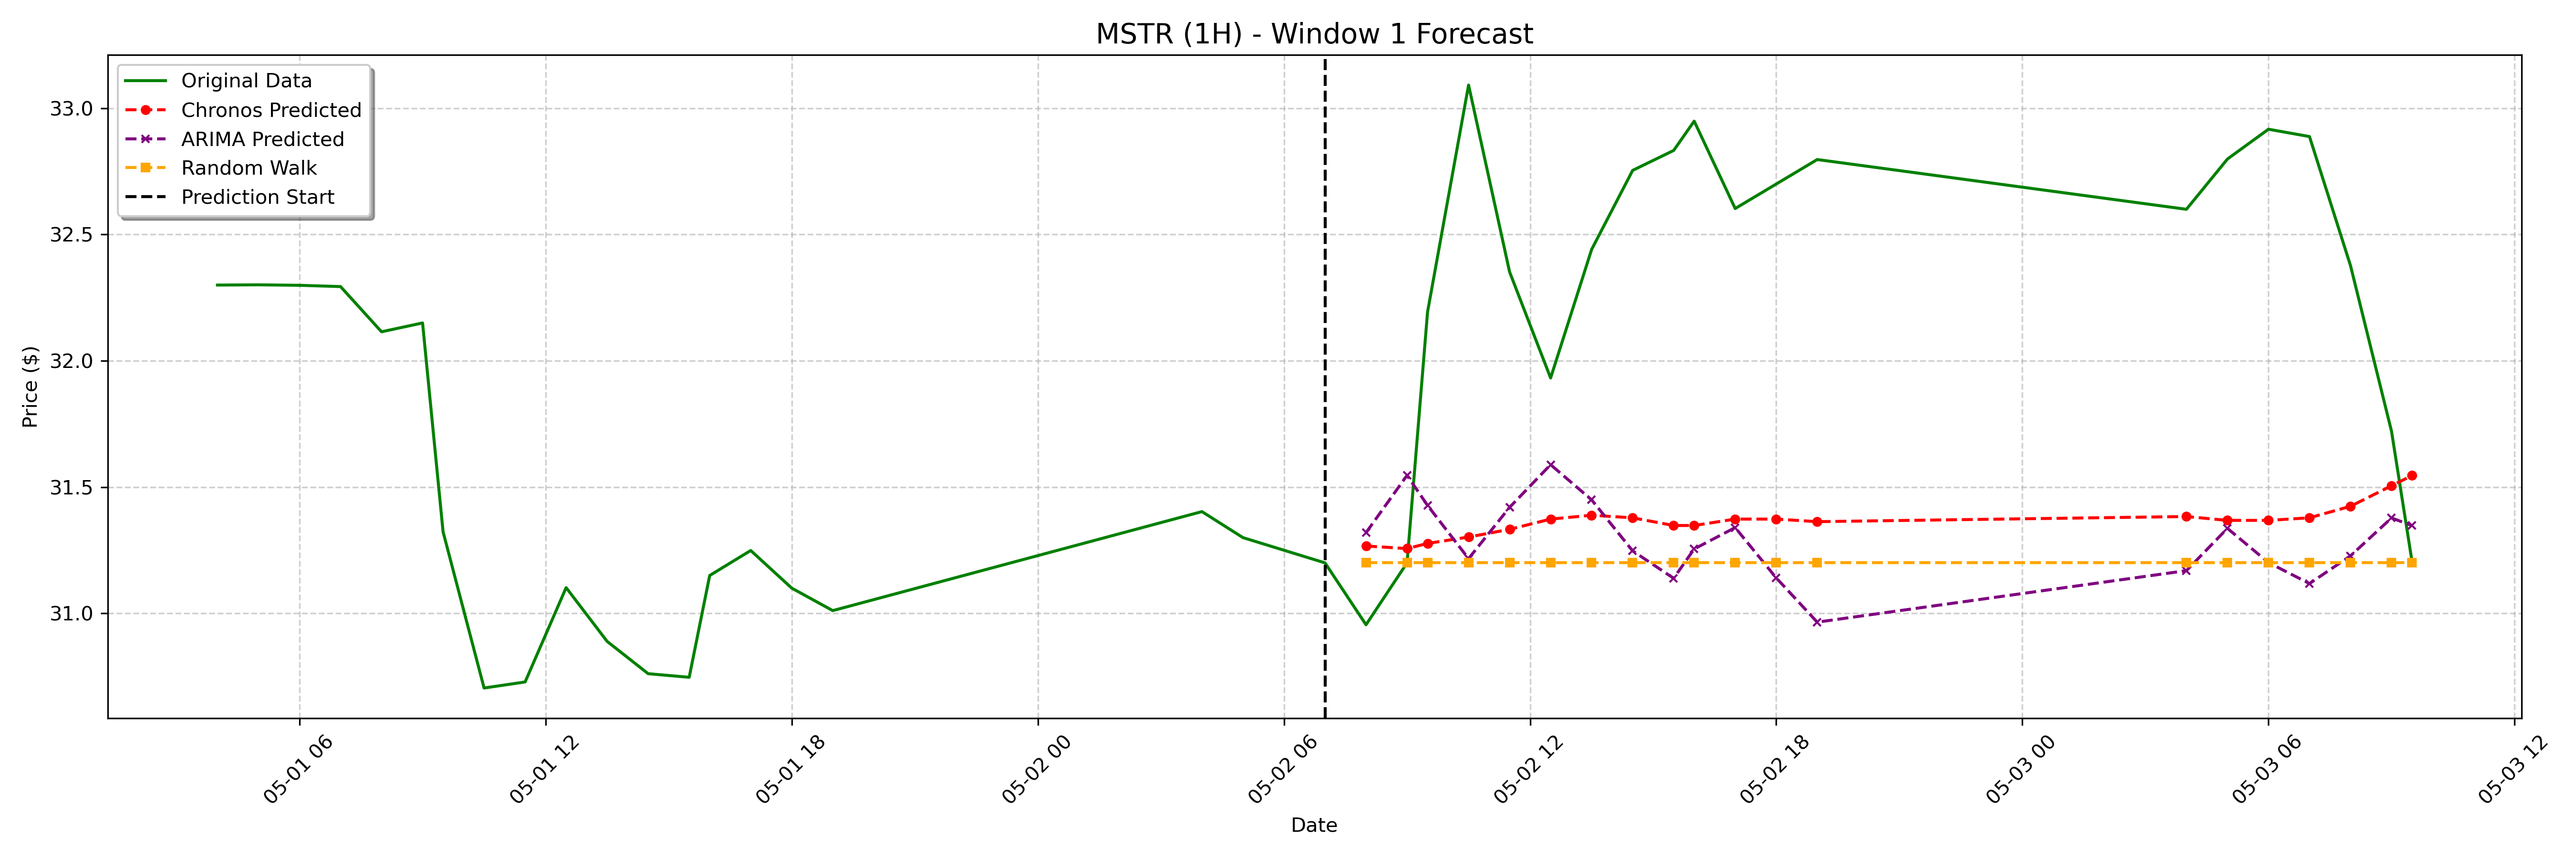 MSTR (1H) - Window 1 Forecast
Original Data
Chronos Predicted
ARIMA Predicted
Random Walk
Prediction Start
Price ($)
33.0
32.5
32.0
31.5
31.0
05-01 06
05-01 12
05-01 18
05-02 00
05-02 06
05-02 12
05-02 18
05-03 00
05-03 06
05-03 12
Date